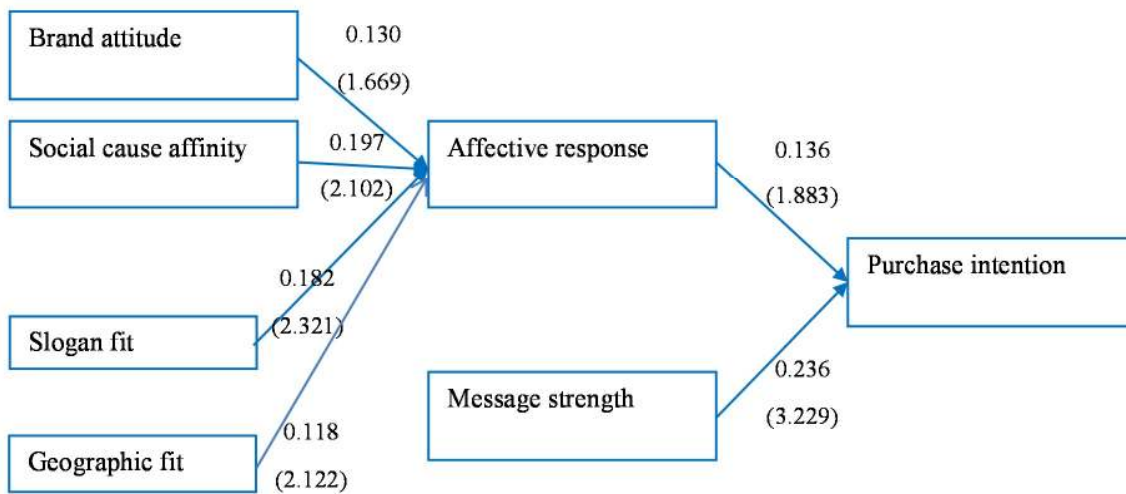 Brand attitude
0.130
(1.669)
Social cause affinity
0.197
(2.102)
Affective response
0.136
(1.883)
Purchase intention
0.182
(2.321)
Slogan fit
Message strength
0.236
(3.229)
0.118
(2.122)
Geographic fit